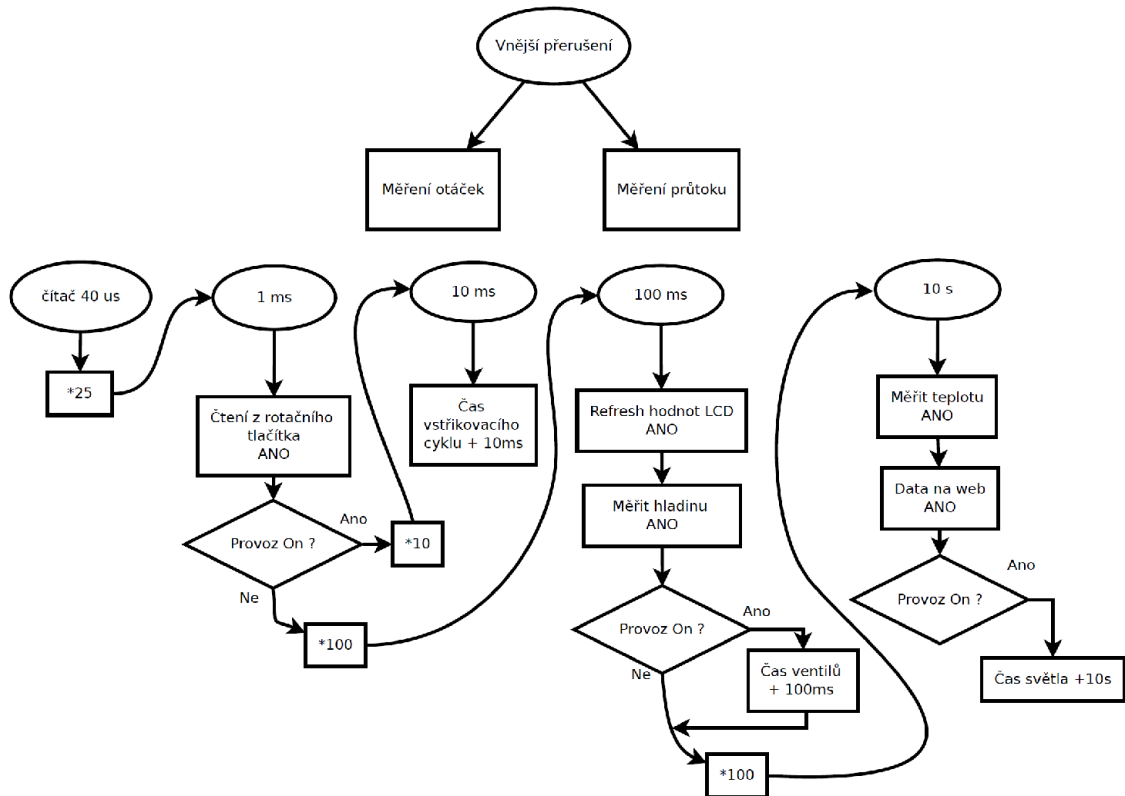 Vnější přerušení
Měření otáček
Měření průtoku
čítač 40 us
*25
1 ms
Čtení z rotačního
tlačítka
ANO
Provoz On ?
Ano
*10
Ne
*100
10 ms
Čas
vstřikovacího
cyklu + 10ms
100 ms
Refresh hodnot LCD
ANO
Měřit hladinu
ANO
Provoz On ?
Ano
Čas ventilů
+ 100ms
Ne
*100
10 s
Měřit teplotu
ANO
Data na web
ANO
Provoz On ?
Ano
Čas světla +10s